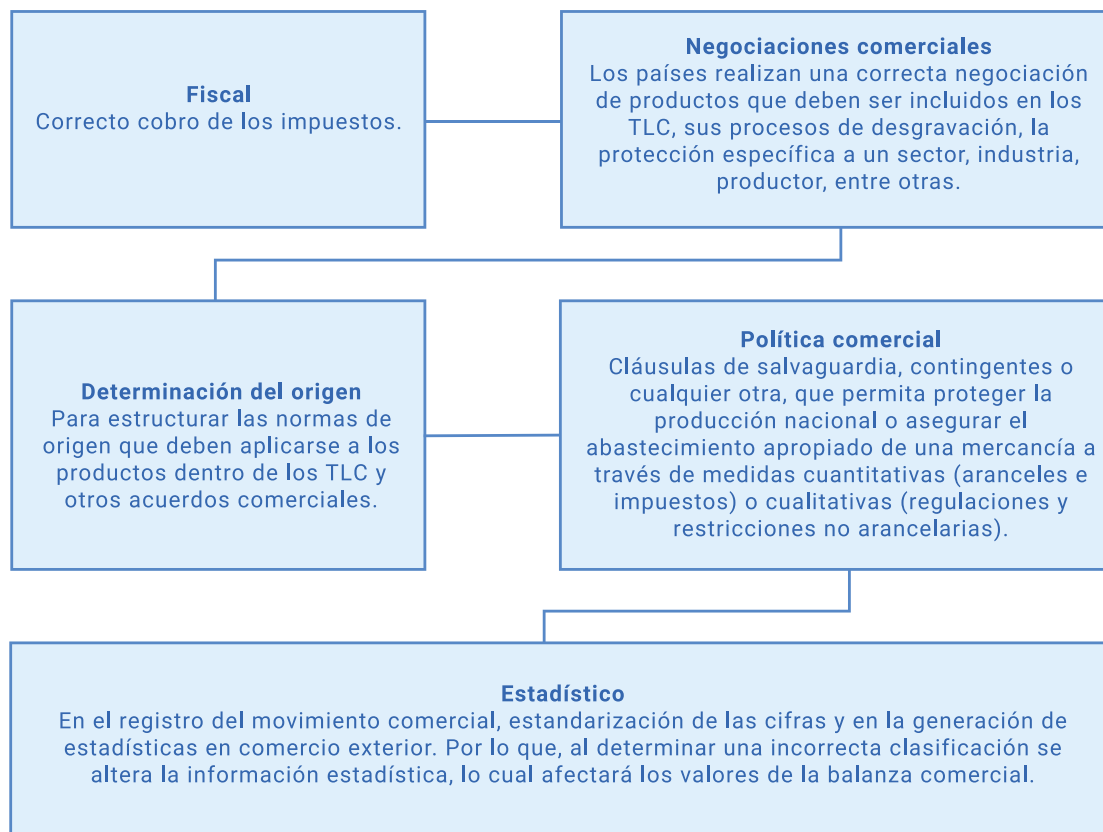 Fiscal
Correcto cobro de los impuestos.
Negociaciones comerciales
Los países realizan una correcta negociación
de productos que deben ser incluidos en los
TLC, sus procesos de desgravación, la
protección específica a un sector, industria,
productor, entre otras.
Determinación del origen
Para estructurar las normas de
origen que deben aplicarse a los
productos dentro de los TLC y
otros acuerdos comerciales.
Política comercial
Cláusulas de salvaguardia, contingentes o
cualquier otra, que permita proteger la
producción nacional o asegurar el
abastecimiento apropiado de una mercancía a
través de medidas cuantitativas (aranceles e
impuestos) o cualitativas (regulaciones y
restricciones no arancelarias).
Estadístico
En el registro del movimiento comercial, estandarización de las cifras y en la generación de
estadísticas en comercio exterior. Por lo que, al determinar una incorrecta clasificación se
altera la información estadística, lo cual afectará los valores de la balanza comercial.